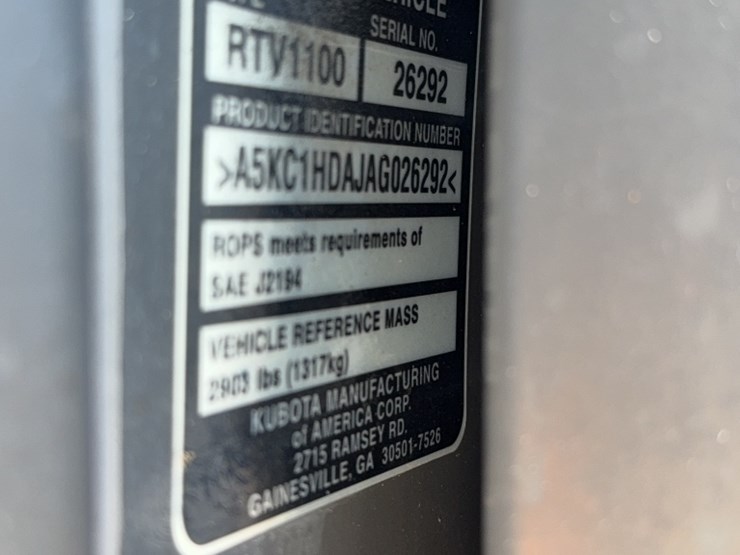 SERIAL NO.
RTV1100
26292
PRODUCT IDENTIFICATION NUMBER
>A5KC1HDAJAG026292<
ROPS meets requirements of
SAE J2194
VEHICLE REFERENCE MASS
2903 lbs (1317kg)
KUBOTA MANUFACTURING
of AMERICA CORP.
2715 RAMSEY RD.
GAINESVILLE, GA 30501-7526